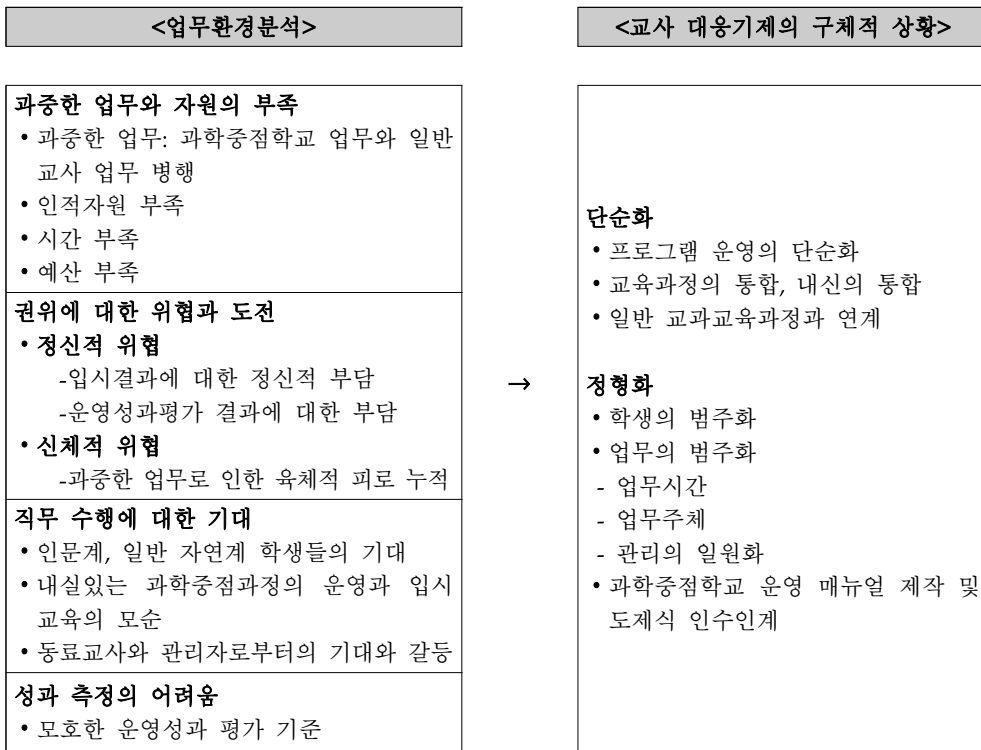 <업무환경분석>
과중한 업무와 자원의 부족
• 과중한 업무: 과학중점학교 업무와 일반
교사 업무 병행
• 인적자원 부족
• 시간 부족
• 예산 부족
권위에 대한 위협과 도전
• 정신적 위협
-입시결과에 대한 정신적 부담
-운영성과평가 결과에 대한 부담
• 신체적 위협
-과중한 업무로 인한 육체적 피로 누적
직무 수행에 대한 기대
• 인문계, 일반 자연계 학생들의 기대
• 내실있는 과학중점과정의 운영과 입시
교육의 모순
• 동료교사와 관리자로부터의 기대와 갈등
성과 측정의 어려움
• 모호한 운영성과 평가 기준
→
<교사 대응기제의 구체적 상황>
단순화
• 프로그램 운영의 단순화
• 교육과정의 통합, 내신의 통합
• 일반 교과교육과정과 연계
정형화
• 학생의 범주화
• 업무의 범주화
- 업무시간
- 업무주체
- 관리의 일원화
• 과학중점학교 운영 매뉴얼 제작 및
도제식 인수인계